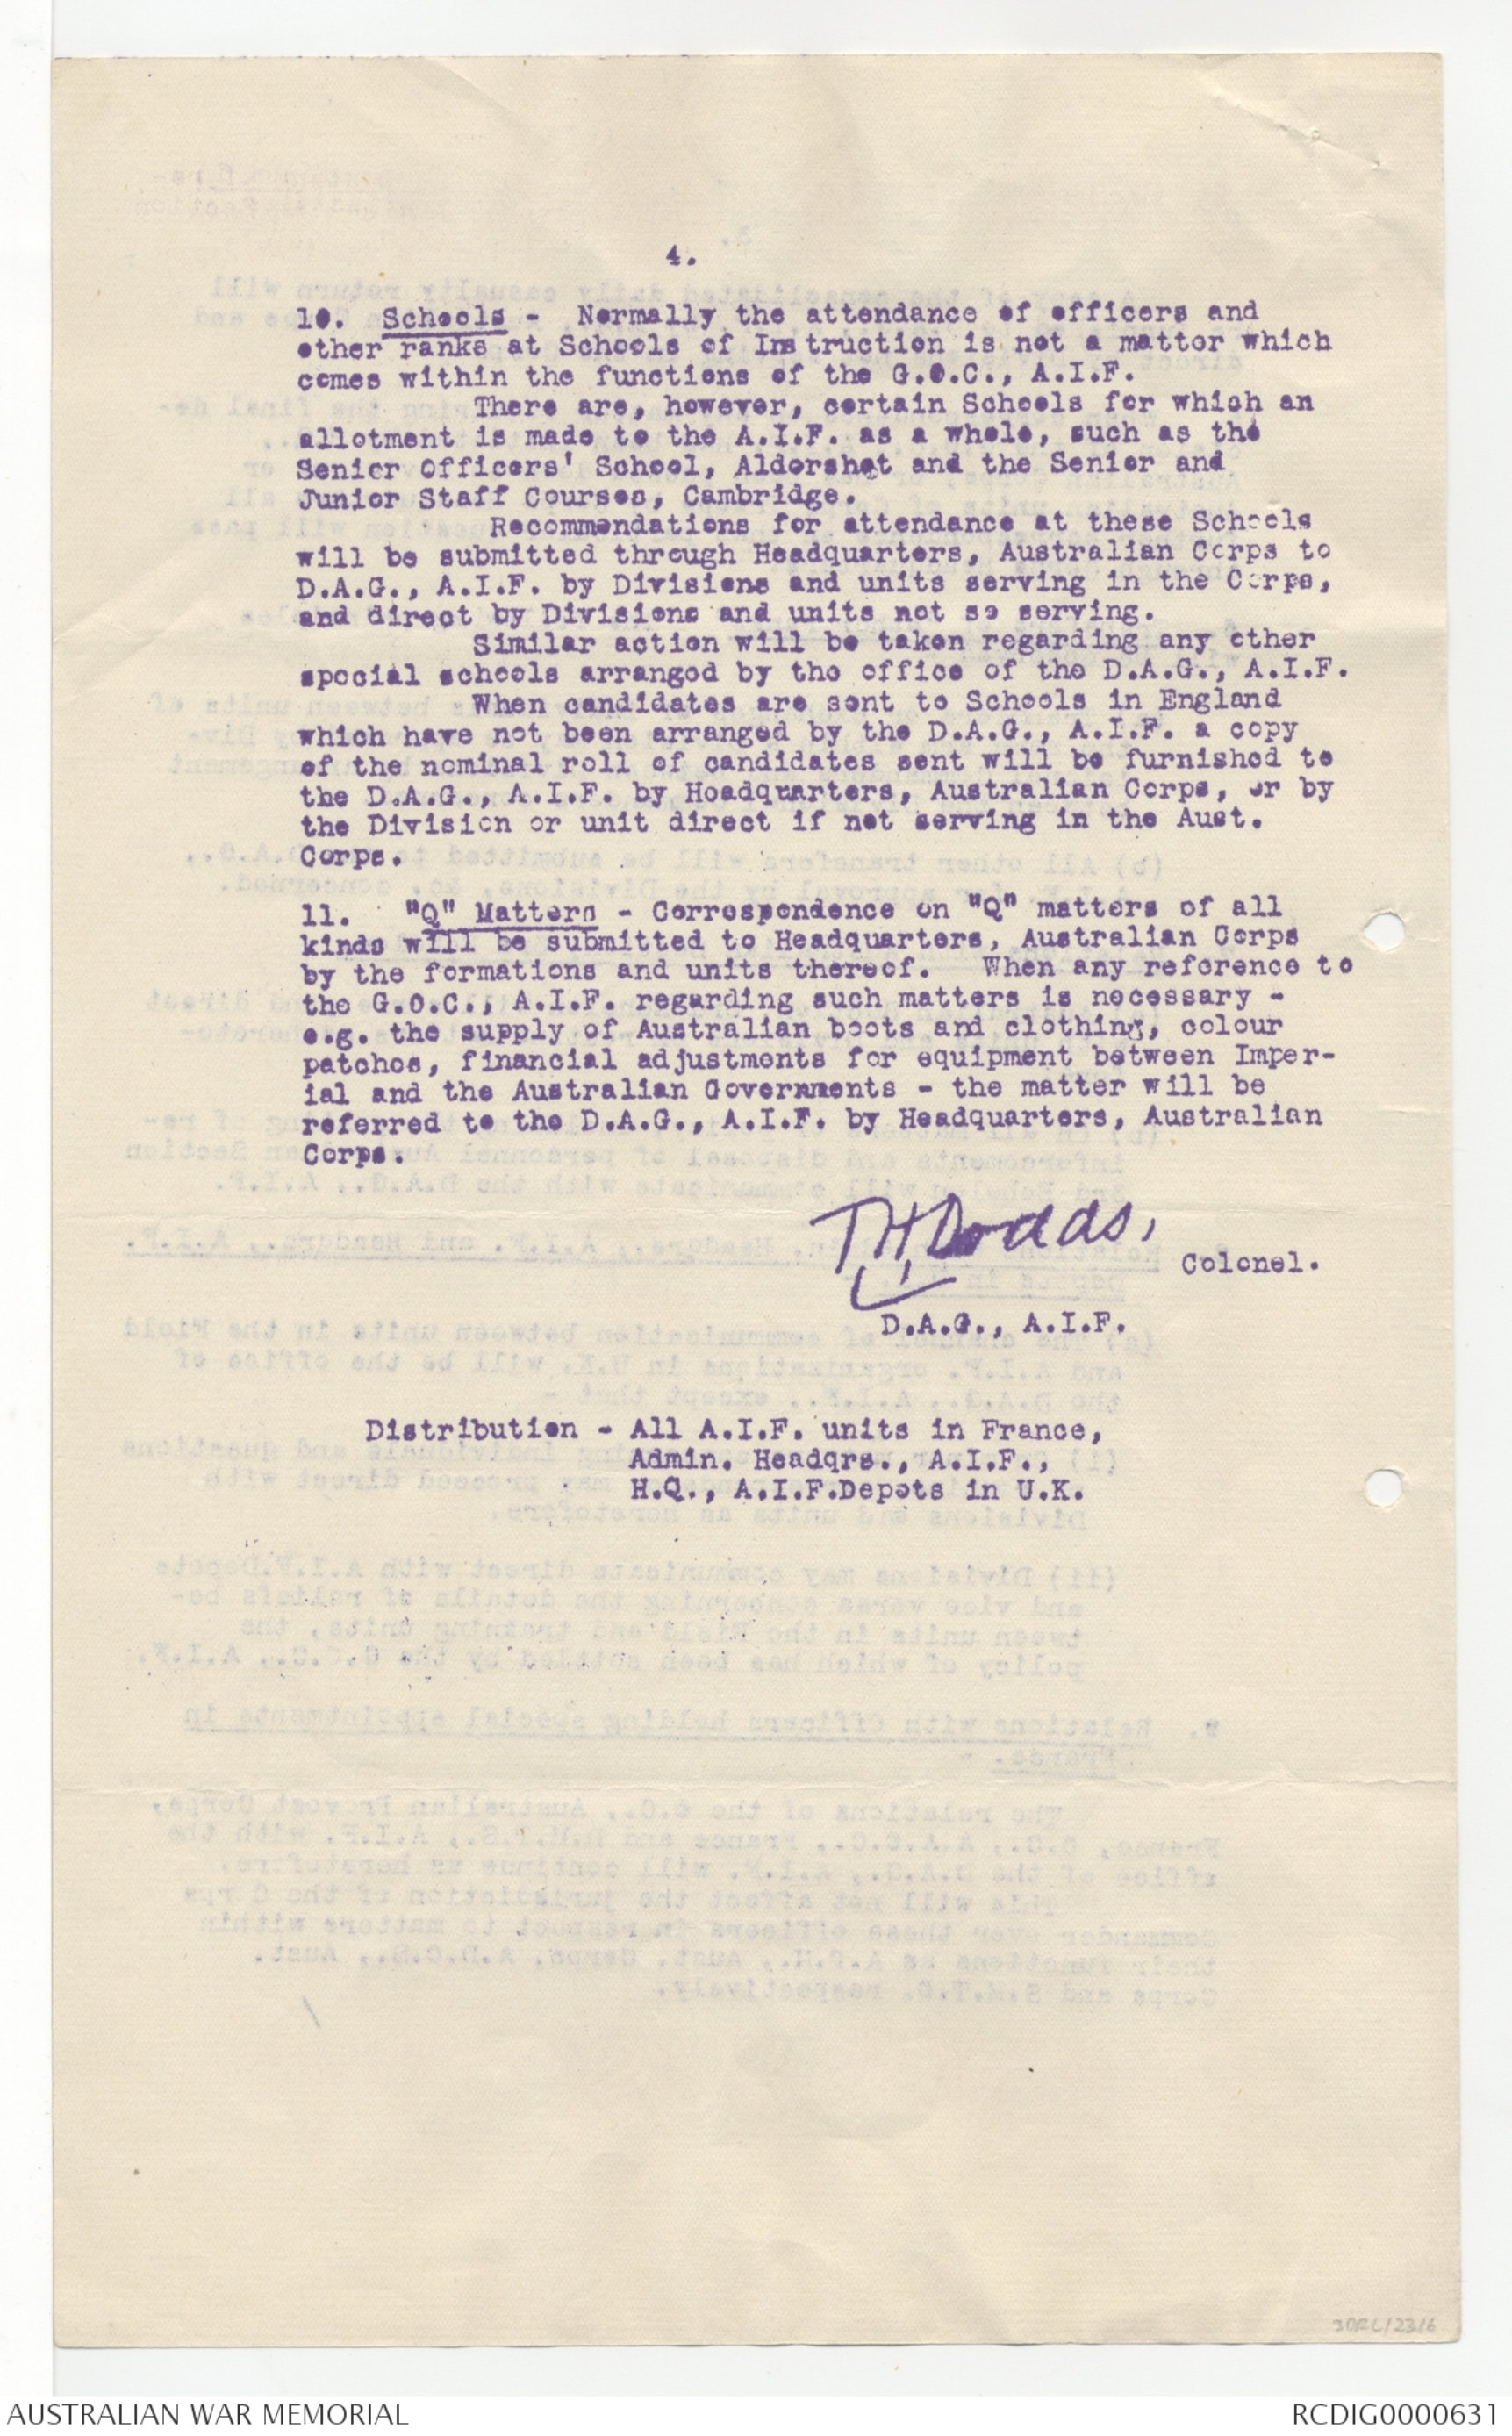 4.
10. Schools - Normally the attendance of officers and
other ranks at Schools of Instruction is not a mattor which
comes within the functions of the G.O.C., A.I.F.
There are, however, certain Schools for which an
allotment is made to the A.I.F. as a whole, such as the
Senior Officers' School, Aldershot and the Senior and
Junior Staff Courses, Cambridge.
Recommendations for attendance at these Schools
will be submitted through Headquarters, Australian Corps to
D.A.G., A.I.F. by Divisions and units serving in the Corps,
and direct by Divisions and units not so serving.
Similar action will be taken regarding any other
special schools arranged by the office of the D.A.G., A.I.F.
When candidates are sent to Schools in England
which have not been arranged by the D.A.G., A.I.F. a copy
of the nominal roll of candidates sent will be furnished to
the D.A.G., A.I.F. by Headquarters, Australian Corps, or by
the Division or unit direct if not serving in the Aust.
Corps.
11. "Q" Matters - Correspondence on "Q" matters of all
kinds will be submitted to Headquarters, Australian Corps
by the formations and units thereof. When any reference to
the G.O.C., A.I.F. regarding such matters is necessary -
e.g. the supply of Australian boots and clothing, colour
patches, financial adjustments for equipment between Imper-
ial and the Australian Governments - the matter will be
referred to the D.A.G., A.I.F. by Headquarters, Australian
Corps.
THDodds,
Colonel.
D.A.G., A.I.F.
Distribution - All A.I.F. units in France,
Admin. Headqrs., A.I.F.,
H.Q., A.I.F.Depots in U.K.
3DRL/2316
AUSTRALIAN WAR MEMORIAL
RCDIG0000631